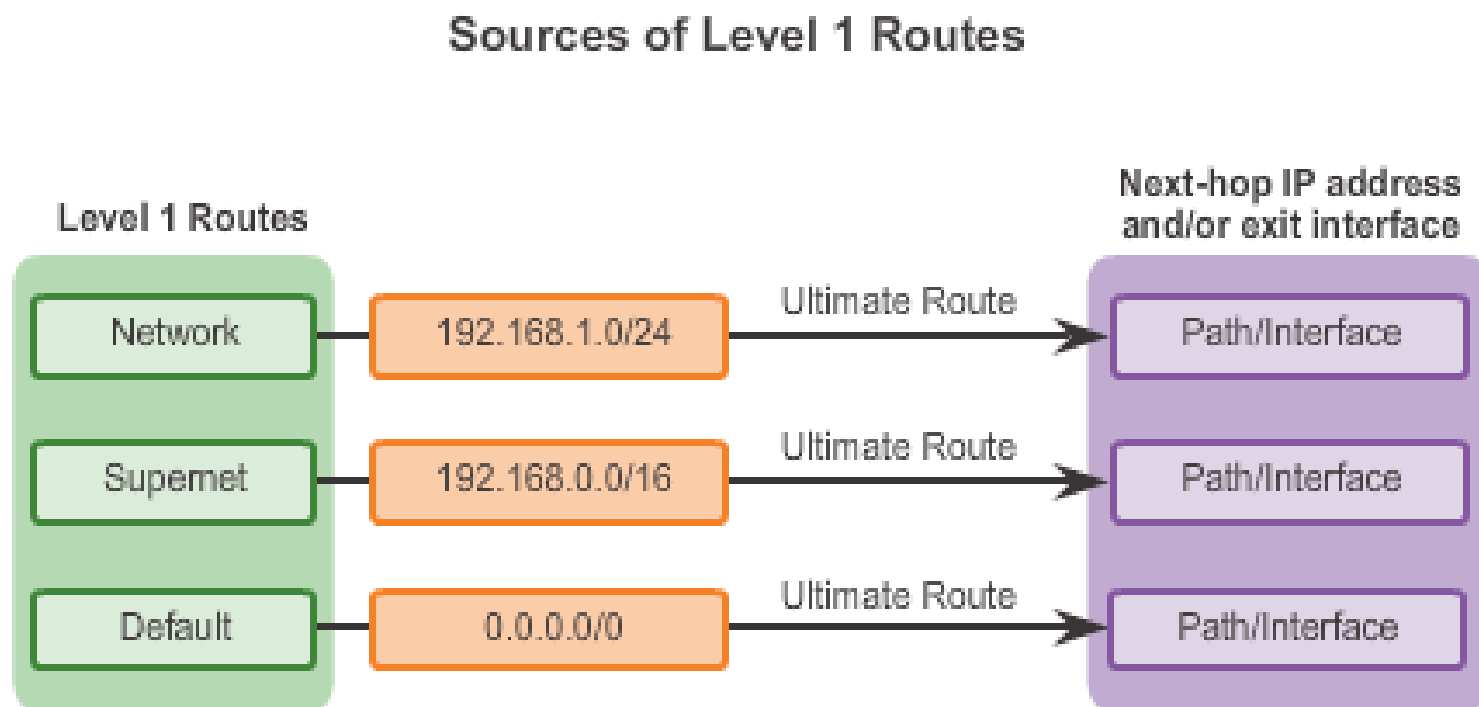 Sources of Level 1 Routes
Level 1 Routes
Next-hop IP address
and/or exit interface
Network
192.168.1.0/24
Ultimate Route
Path/Interface
Supernet
192.168.0.0/16
Ultimate Route
Path/Interface
Default
0.0.0.0/0
Ultimate Route
Path/Interface